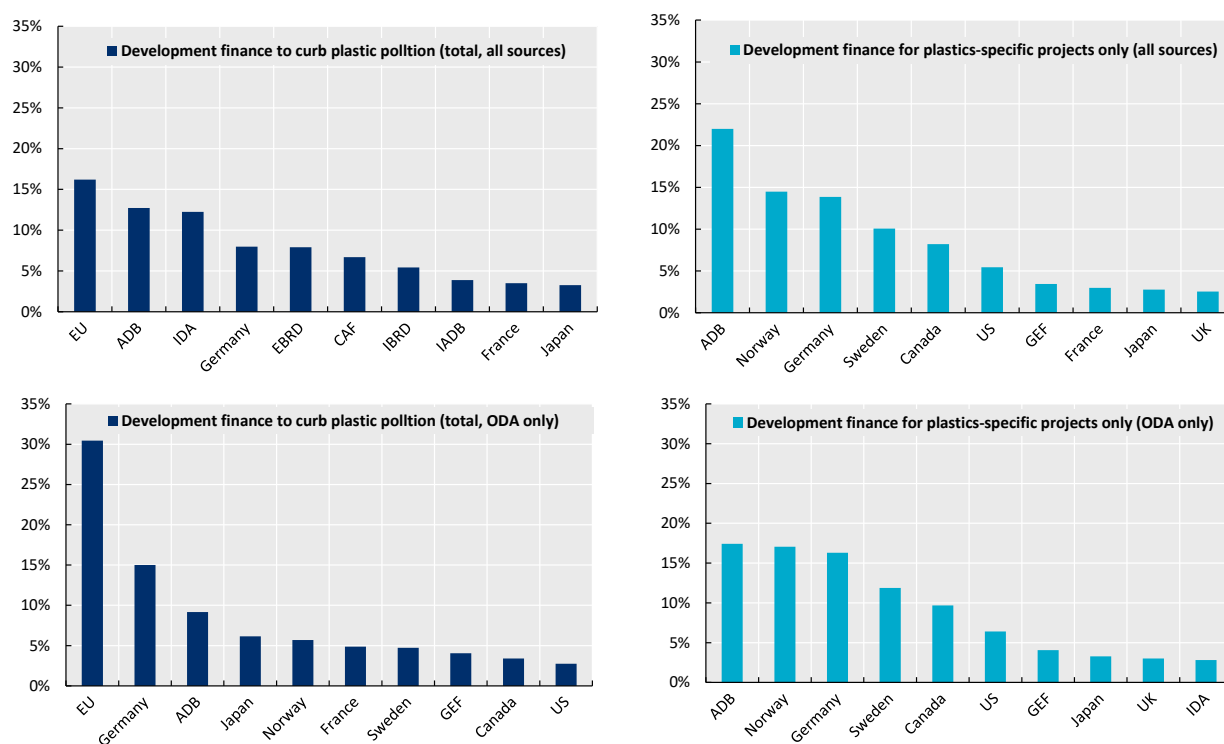 35%
30%
25%
20%
15%
10%
5%
0%
Development finance to curb plastic polltion (total, all sources)
EU
ADB
IDA
Germany
EBRD
CAF
IBRD
IADB
France
Japan
35%
30%
25%
20%
15%
10%
5%
0%
Development finance for plastics-specific projects only (all sources)
ADB
Norway
Germany
Sweden
Canada
US
GEF
France
Japan
UK
35%
30%
25%
20%
15%
10%
5%
0%
Development finance to curb plastic polltion (total, ODA only)
EU
Germany
ADB
Japan
Norway
France
Sweden
GEF
Canada
US
35%
30%
25%
20%
15%
10%
5%
0%
Development finance for plastics-specific projects only (ODA only)
ADB
Norway
Germany
Sweden
Canada
US
GEF
Japan
UK
IDA